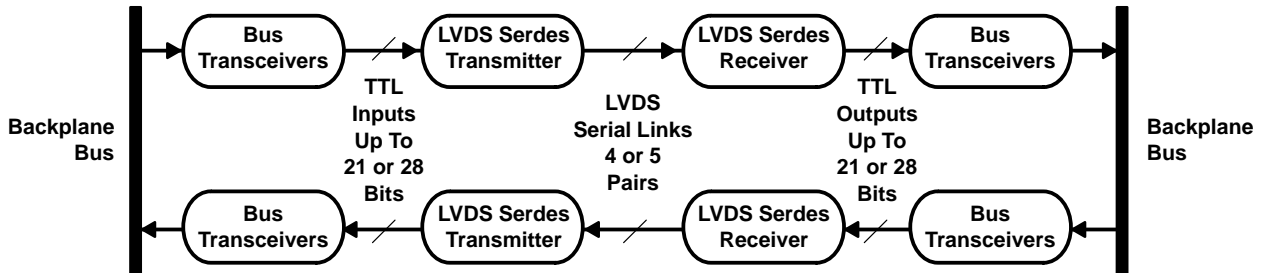 Bus
Transceivers
LVDS Serdes
Transmitter
LVDS Serdes
Receiver
Bus
Transceivers
Backplane
Bus
TTL
Inputs
Up To
21 or 28
Bits
LVDS
Serial Links
4 or 5
Pairs
TTL
Outputs
Up To
21 or 28
Bits
Backplane
Bus
Bus
Transceivers
LVDS Serdes
Transmitter
LVDS Serdes
Receiver
Bus
Transceivers